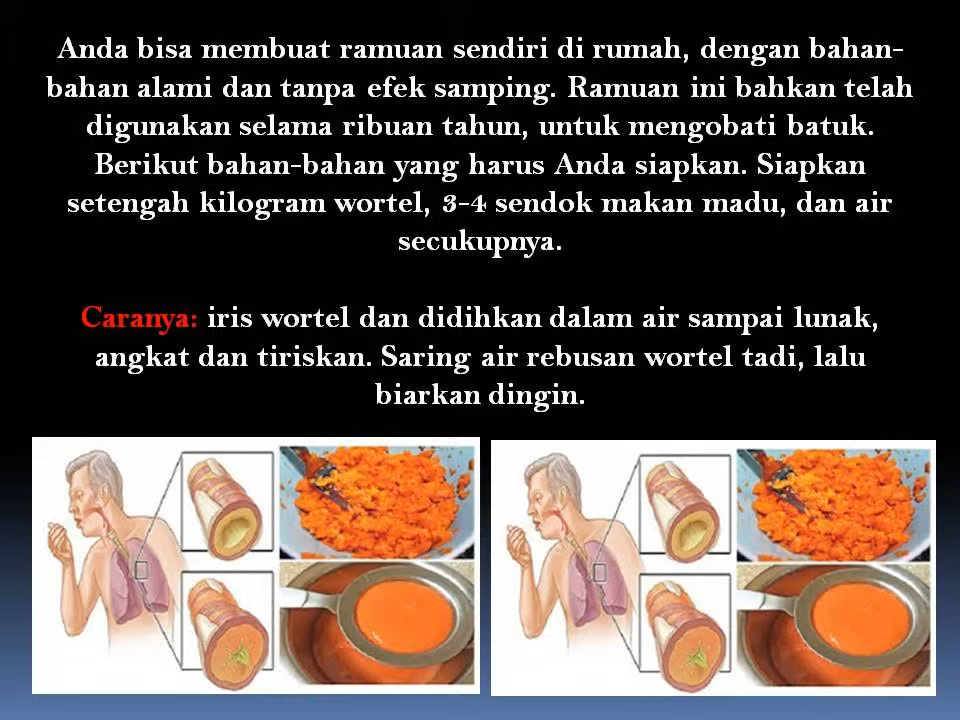 Anda bisa membuat ramuan sendiri di rumah, dengan bahan-
bahan alami dan tanpa efek samping. Ramuan ini bahkan telah
digunakan selama ribuan tahun, untuk mengobati batuk.
Berikut bahan-bahan yang harus Anda siapkan. Siapkan
setengah kilogram wortel, 3-4 sendok makan madu, dan air
secukupnya.
Caranya: iris wortel dan didihkan dalam air sampai lunak,
angkat dan tiriskan. Saring air rebusan wortel tadi, lalu
biarkan dingin.